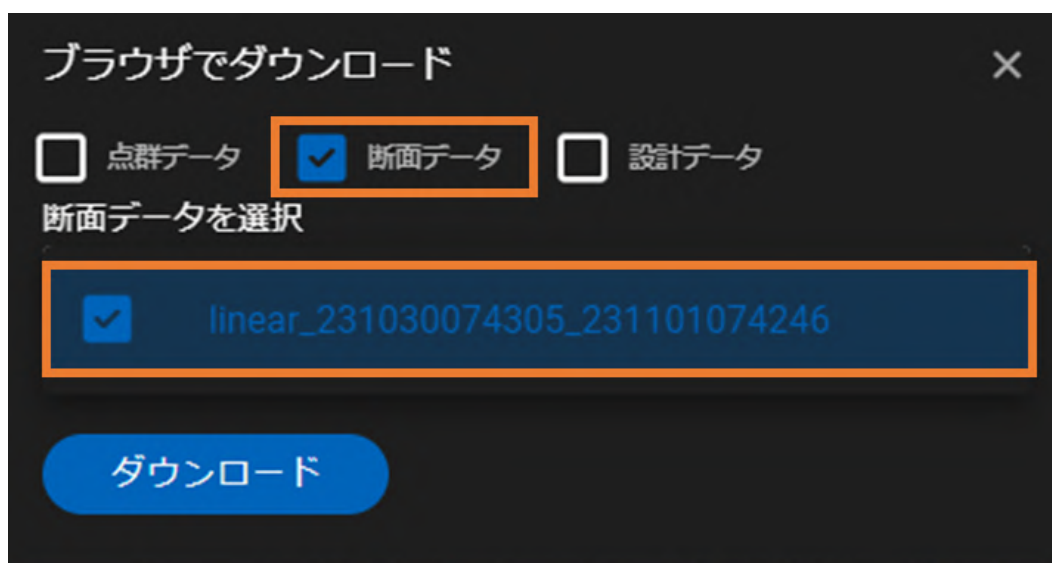 ブラウザでダウンロード ×
点群データ 断面データ 設計データ
断面データを選択
linear_231030074305_231101074246
ダウンロード